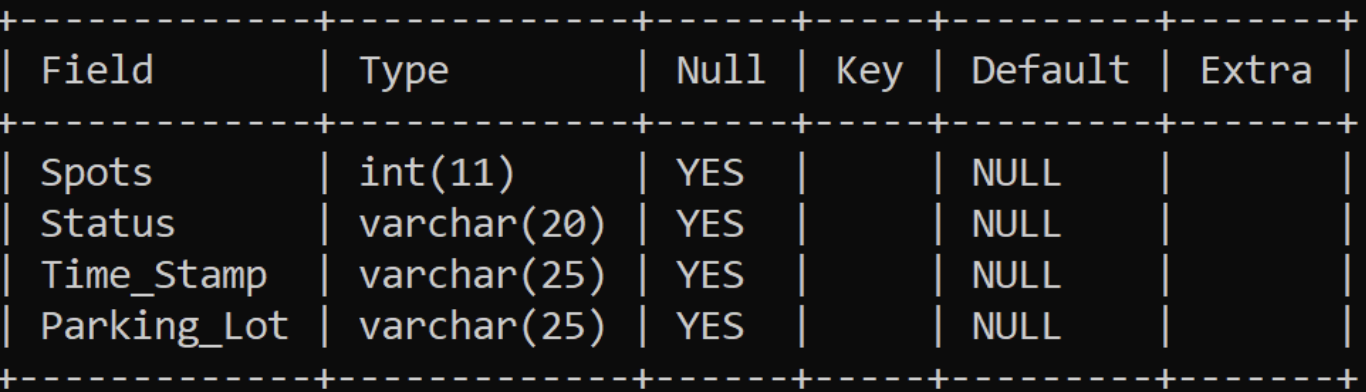 +-------------+-------------+------+-----+---------+-------+
| Field       | Type        | Null | Key | Default | Extra |
+-------------+-------------+------+-----+---------+-------+
| Spots       | int(11)     | YES  |     | NULL    |       |
| Status      | varchar(20) | YES  |     | NULL    |       |
| Time_Stamp  | varchar(25) | YES  |     | NULL    |       |
| Parking_Lot | varchar(25) | YES  |     | NULL    |       |
+-------------+-------------+------+-----+---------+-------+